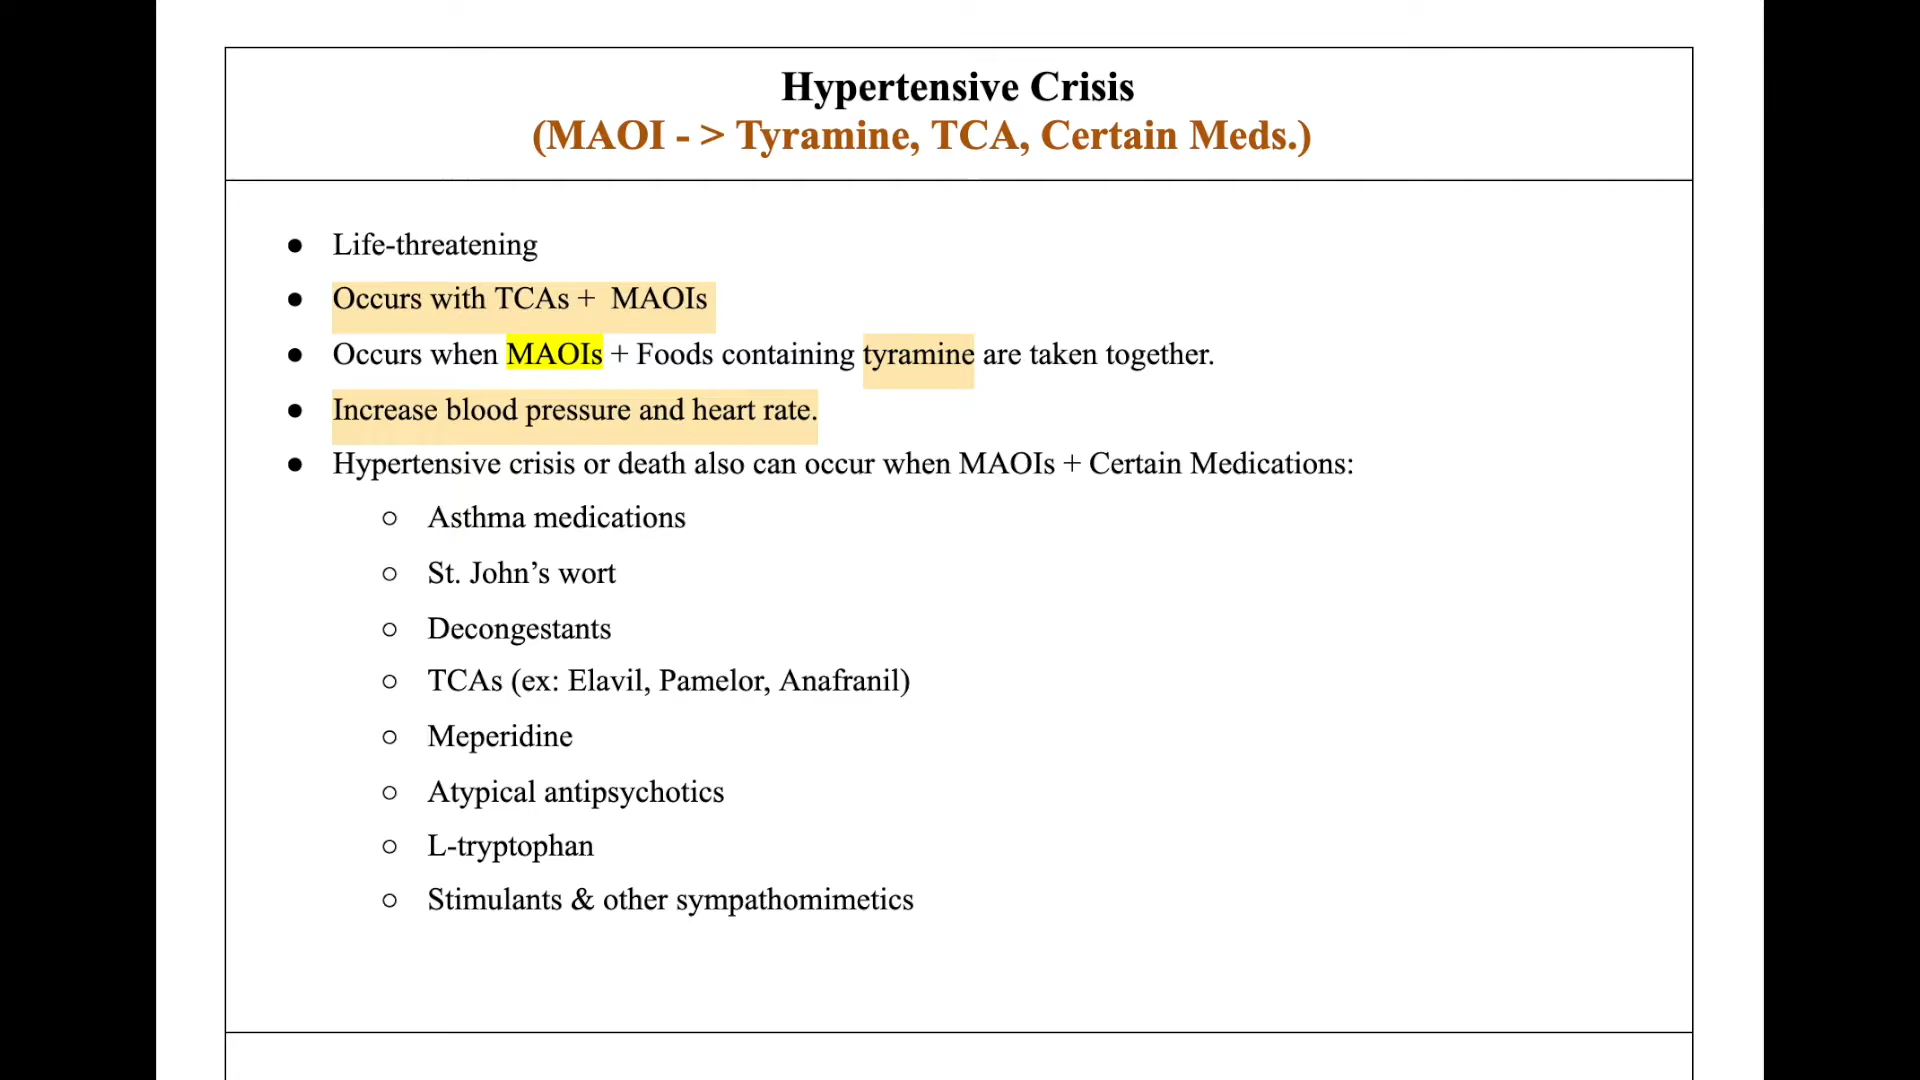 Hypertensive Crisis
(MAOI - > Tyramine, TCA, Certain Meds.)
● Life-threatening
● Occurs with TCAs +  MAOIs
● Occurs when MAOIs + Foods containing tyramine are taken together.
● Increase blood pressure and heart rate.
● Hypertensive crisis or death also can occur when MAOIs + Certain Medications:
○ Asthma medications
○ St. John’s wort
○ Decongestants
○ TCAs (ex: Elavil, Pamelor, Anafranil)
○ Meperidine
○ Atypical antipsychotics
○ L-tryptophan
○ Stimulants & other sympathomimetics